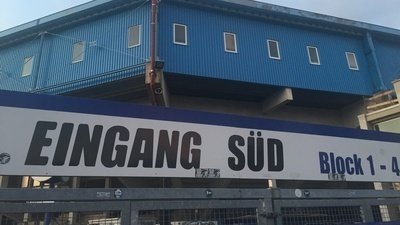 EINGANG SÜD Block 1 - 4